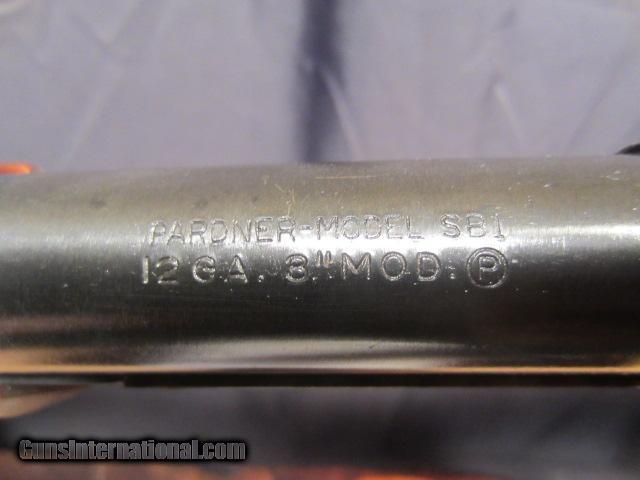 PARDNER-MODEL SB1
12 GA. 3" MOD. P
GunsInternational.com